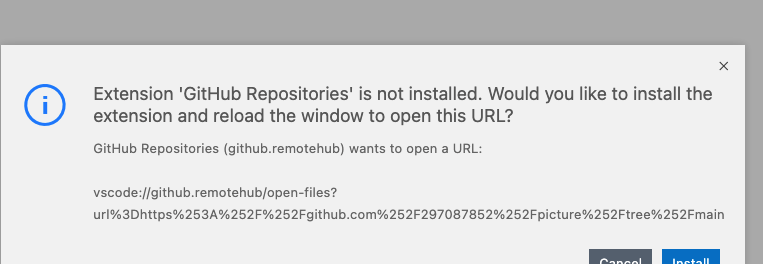 Extension 'GitHub Repositories' is not installed. Would you like to install the
extension and reload the window to open this URL?
GitHub Repositories (github.remotehub) wants to open a URL:
vscode://github.remotehub/open-files?
url%3Dhttps%253A%252F%252Fgithub.com%252F297087852%252Fpicture%252Ftree%252Fmain
Cancel Install